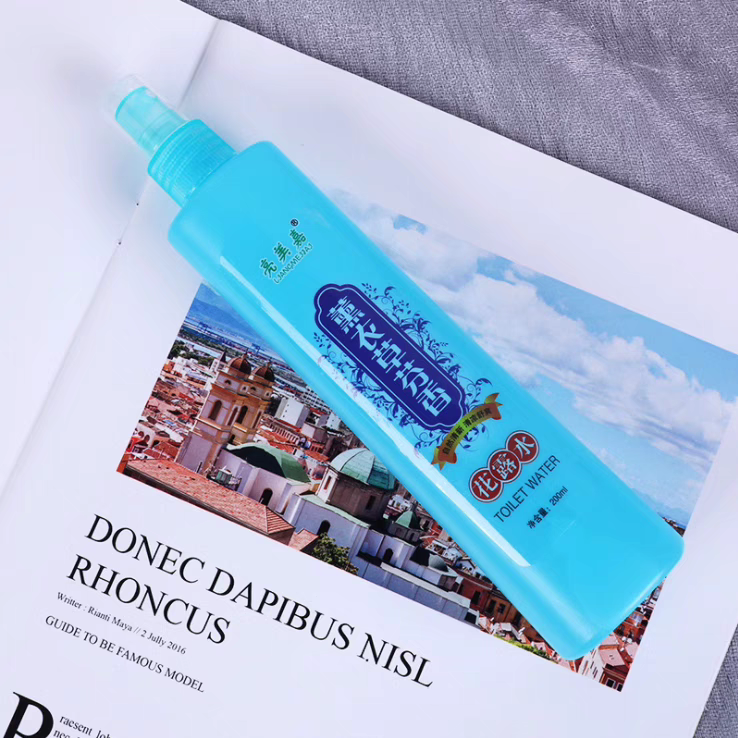 亮美嘉®
LIANGMEIJIA
薰衣草芬香
花露水
TOILET WATER
净含量：200ml
DONEC DAPIBUS NISL
RHONCUS
Writter : Rianti Maya // 2 Jully 2016
GUIDE TO BE FAMOUS MODEL